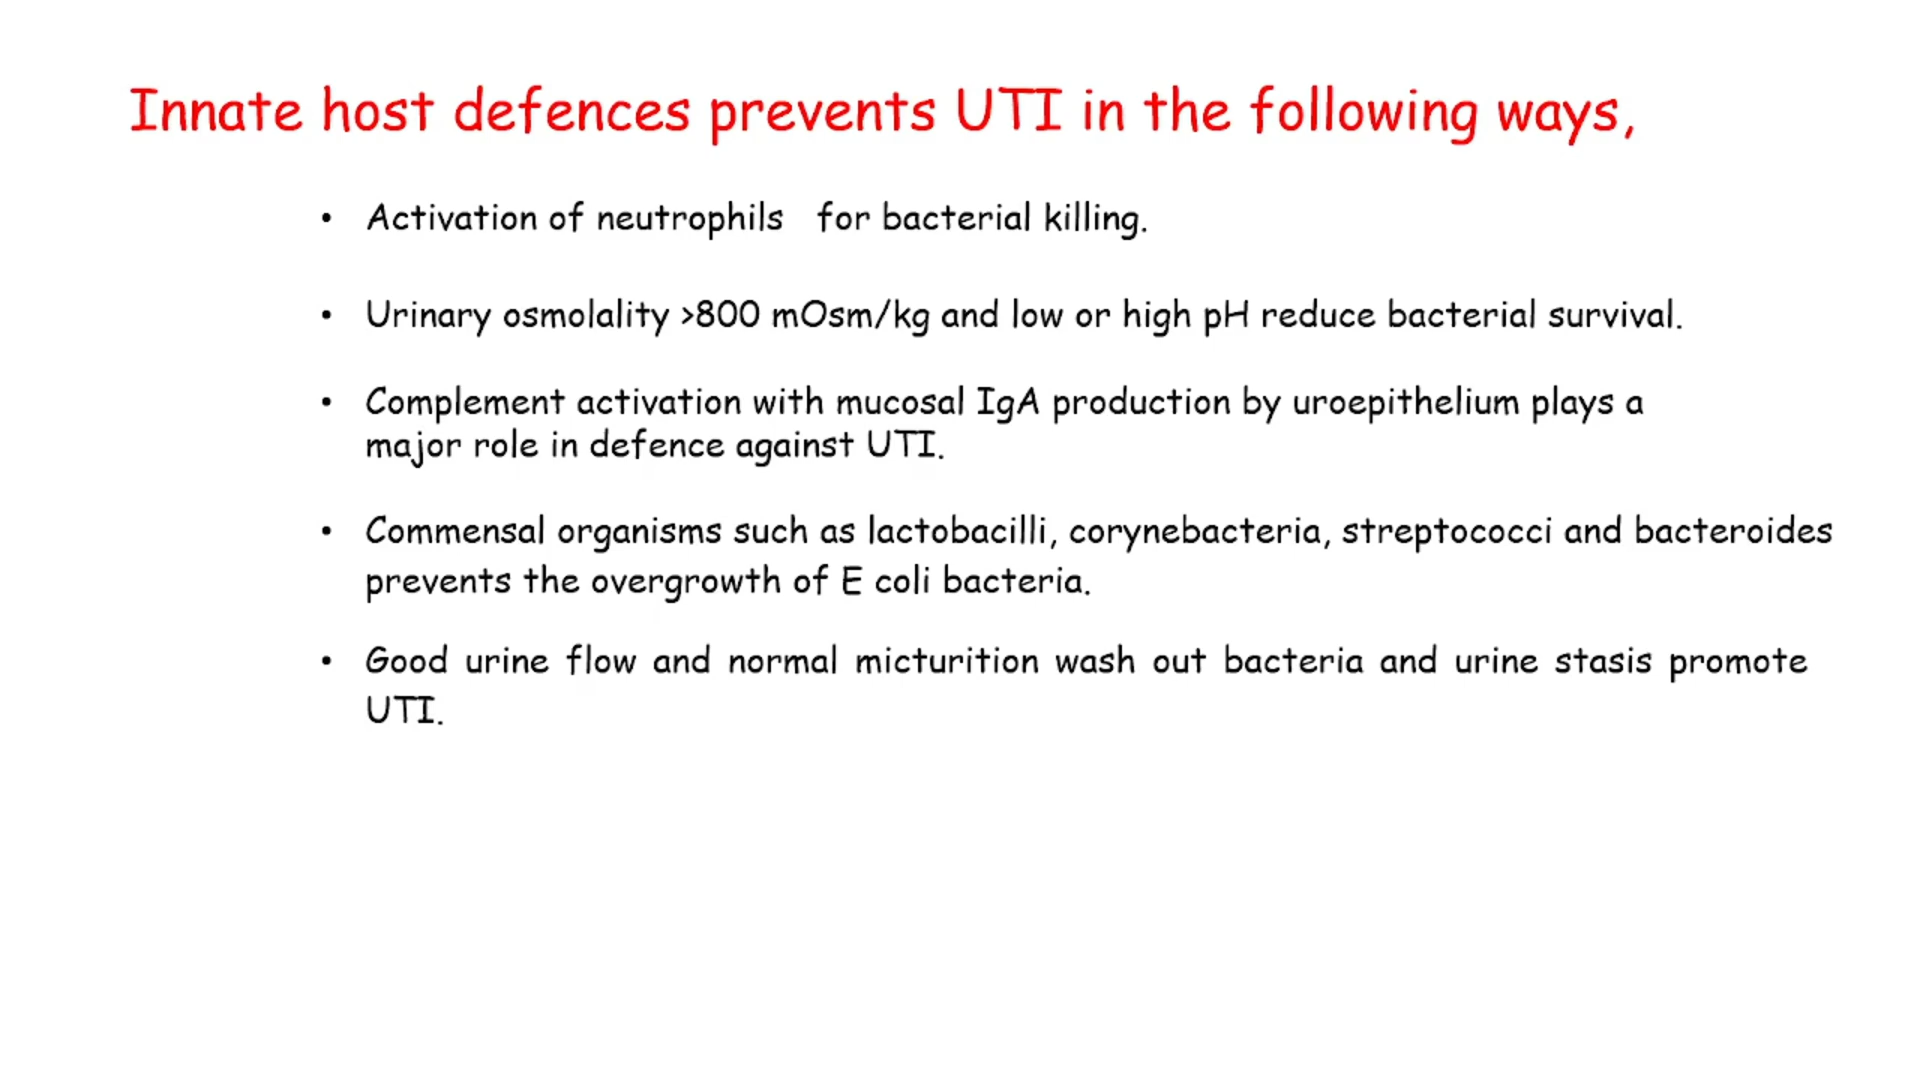 Innate host defences prevents UTI in the following ways,
• Activation of neutrophils for bacterial killing.
• Urinary osmolality >800 mOsm/kg and low or high pH reduce bacterial survival.
• Complement activation with mucosal IgA production by uroepithelium plays a
major role in defence against UTI.
• Commensal organisms such as lactobacilli, corynebacteria, streptococci and bacteroides
prevents the overgrowth of E coli bacteria.
• Good urine flow and normal micturition wash out bacteria and urine stasis promote
UTI.